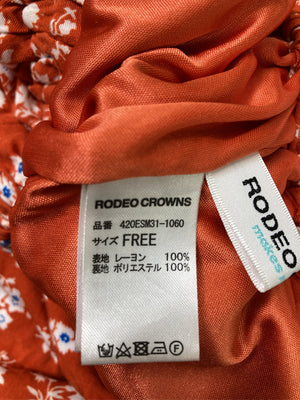 RODEO CROWNS
品番 420ESM31-1060
サイズ FREE
表地 レーヨン 100%
裏地 ポリエステル 100%
F
RODEO
makes